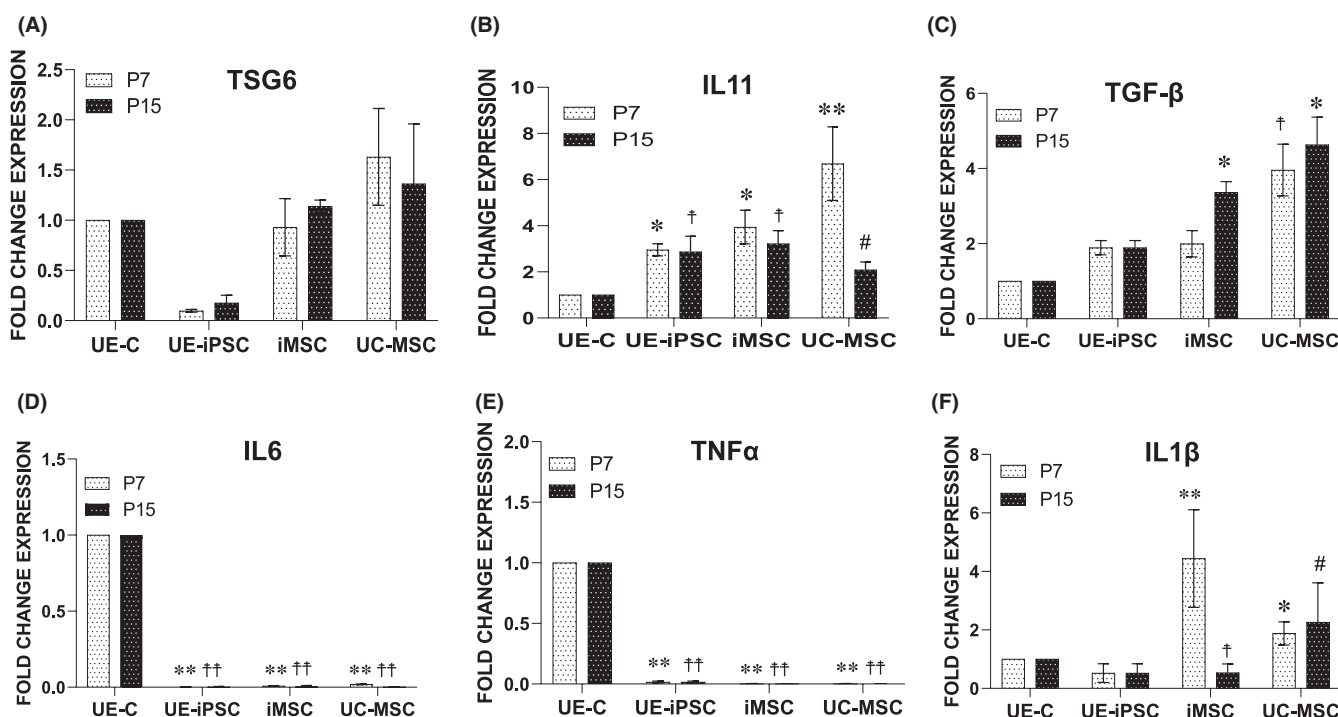 (A)
TSG6
P7
P15
FOLD CHANGE EXPRESSION
2.5
2.0
1.5
1.0
0.5
0.0
UE-C UE-iPSC iMSC UC-MSC
(B)
IL11
P7
P15
FOLD CHANGE EXPRESSION
10
8
6
4
2
0
* † * † ** #
UE-C UE-iPSC iMSC UC-MSC
(C)
TGF-β
P7
P15
FOLD CHANGE EXPRESSION
6
4
2
0
* † *
UE-C UE-iPSC iMSC UC-MSC
(D)
IL6
P7
P15
FOLD CHANGE EXPRESSION
1.5
1.0
0.5
0.0
** †† ** †† ** ††
UE-C UE-iPSC iMSC UC-MSC
(E)
TNFα
P7
P15
FOLD CHANGE EXPRESSION
2.0
1.5
1.0
0.5
0.0
** †† ** †† ** ††
UE-C UE-iPSC iMSC UC-MSC
(F)
IL1β
P7
P15
FOLD CHANGE EXPRESSION
8
6
4
2
0
** † * #
UE-C UE-iPSC iMSC UC-MSC